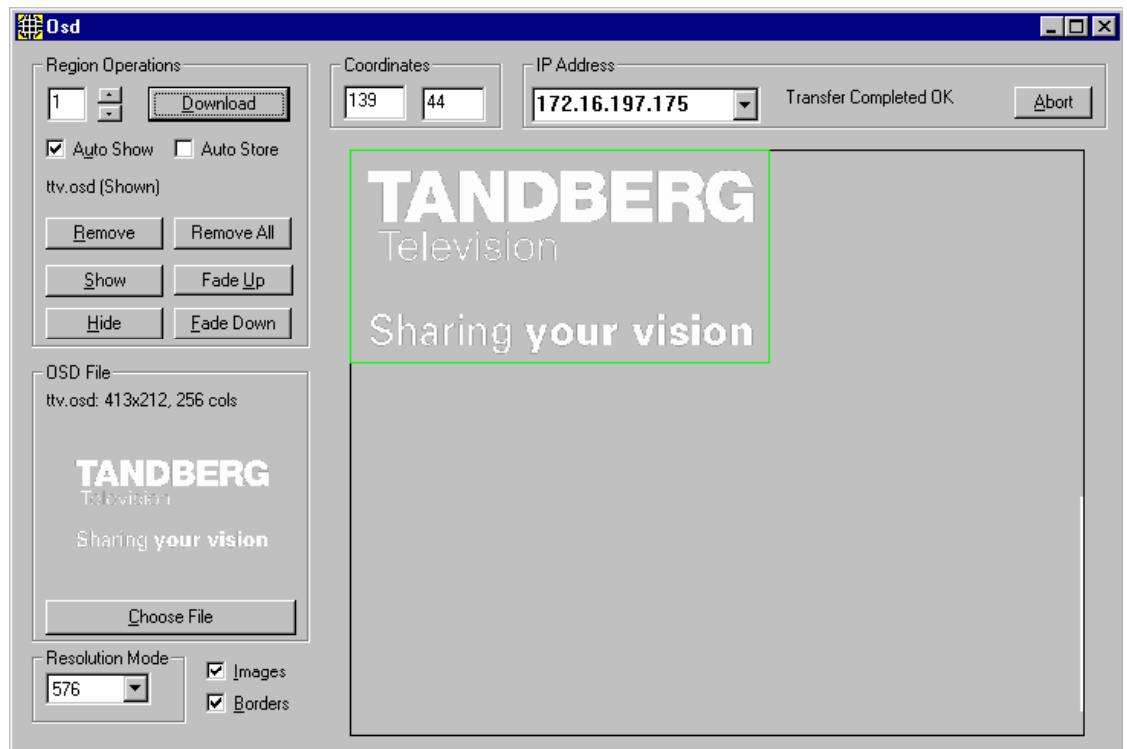 Osd
Region Operations
1
Download
Auto Show
Auto Store
ttv.osd (Shown)
Remove
Remove All
Show
Fade Up
Hide
Fade Down
Coordinates
139
44
IP Address
172.16.197.175
Transfer Completed OK
Abort
TANDBERG
Television
Sharing your vision
OSD File
ttv.osd: 413x212, 256 cols
TANDBERG
Television
Sharing your vision
Choose File
Resolution Mode
576
Images
Borders